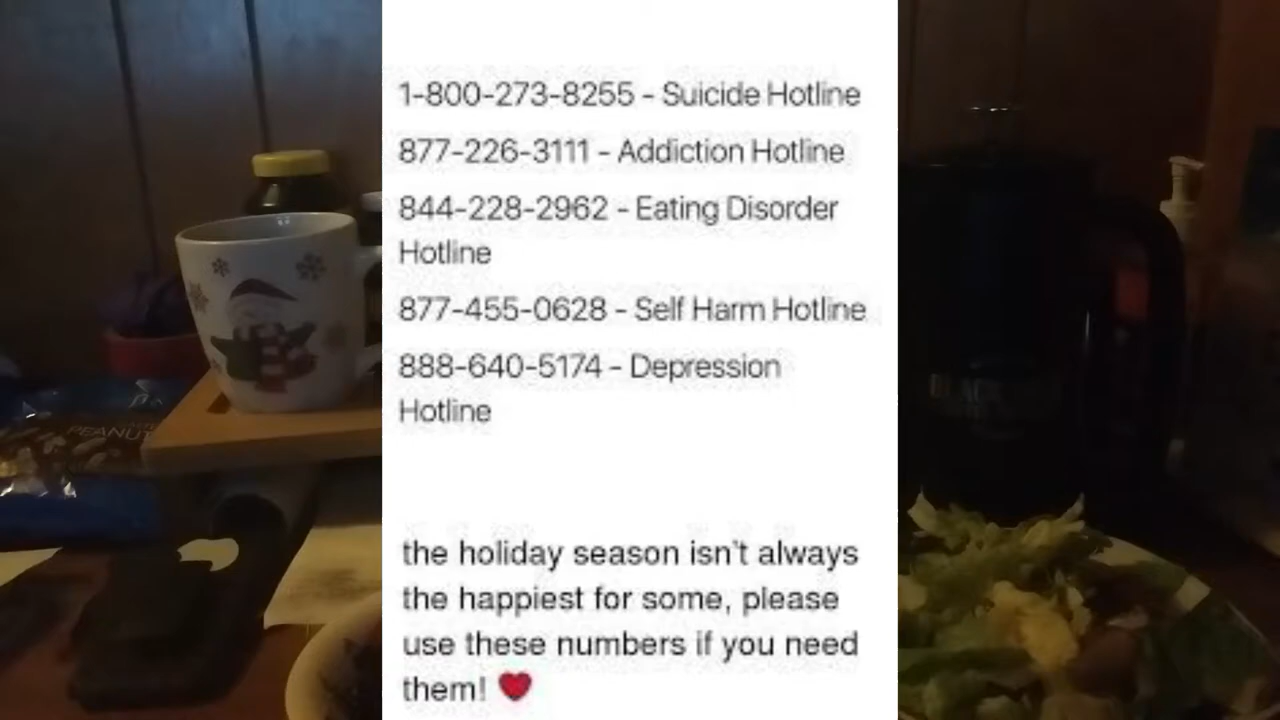 1-800-273-8255 - Suicide Hotline
877-226-3111 - Addiction Hotline
844-228-2962 - Eating Disorder
Hotline
877-455-0628 - Self Harm Hotline
888-640-5174 - Depression
Hotline
the holiday season isn't always
the happiest for some, please
use these numbers if you need
them! ❤
PEANUT